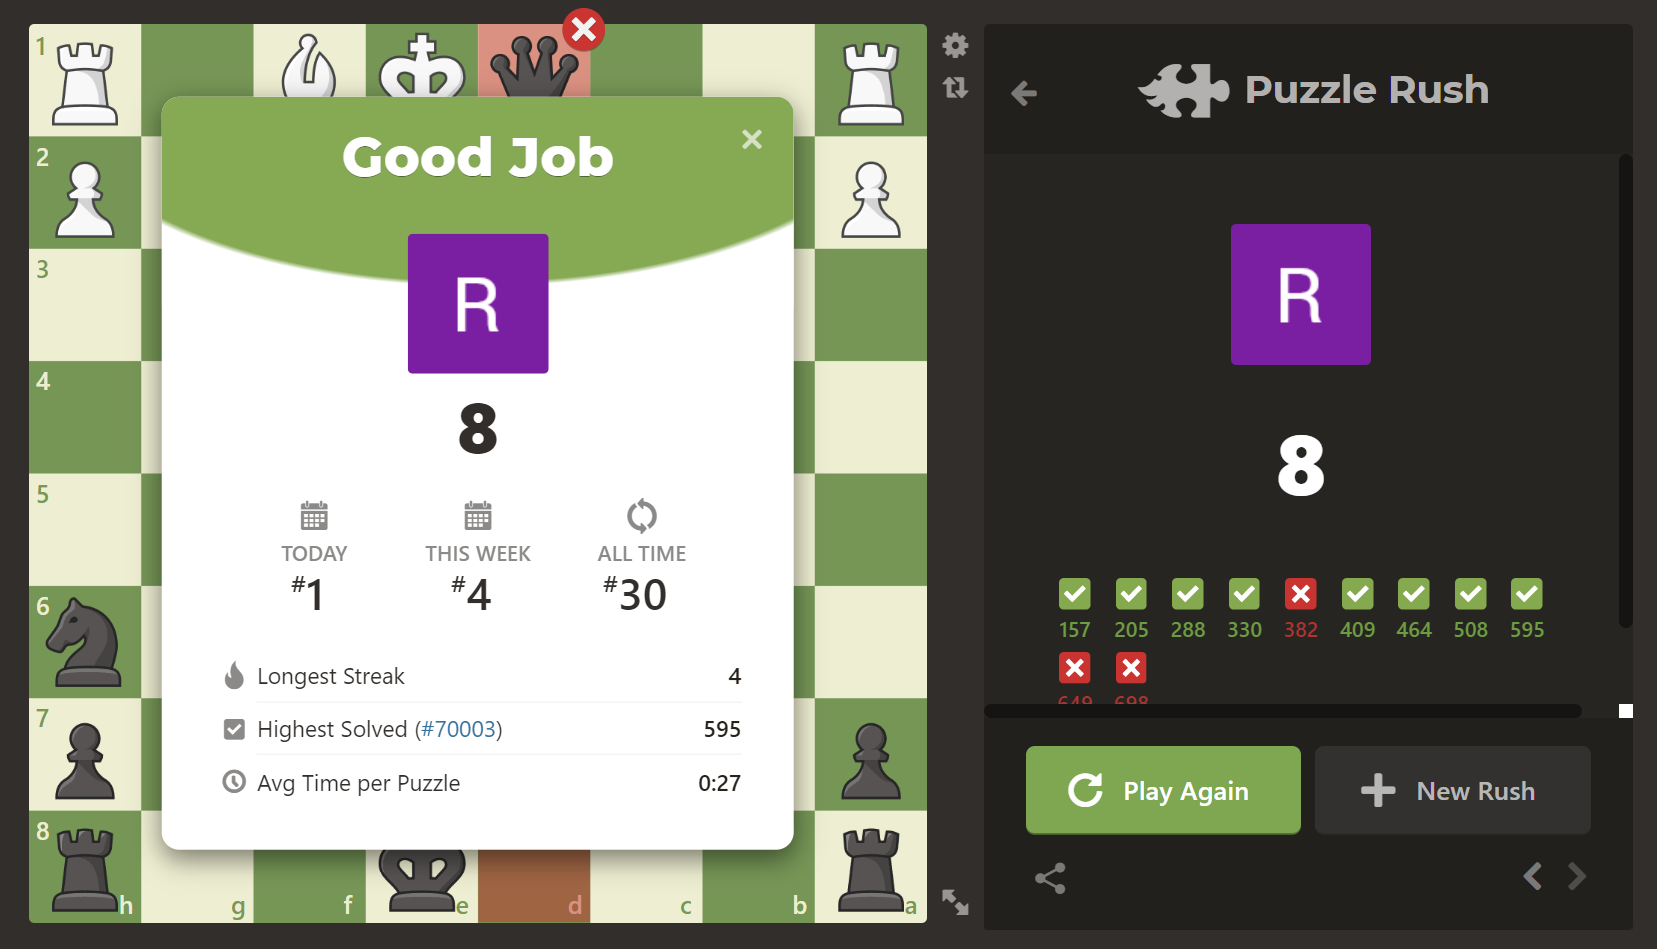 1
2
3
4
5
6
7
8
h
g
f
e
d
c
b
a
Good Job
R
8
TODAY
#1
THIS WEEK
#4
ALL TIME
#30
Longest Streak 4
Highest Solved (#70003) 595
Avg Time per Puzzle 0:27
Puzzle Rush
R
8
157 205 288 330 382 409 464 508 595
649 698
Play Again
New Rush